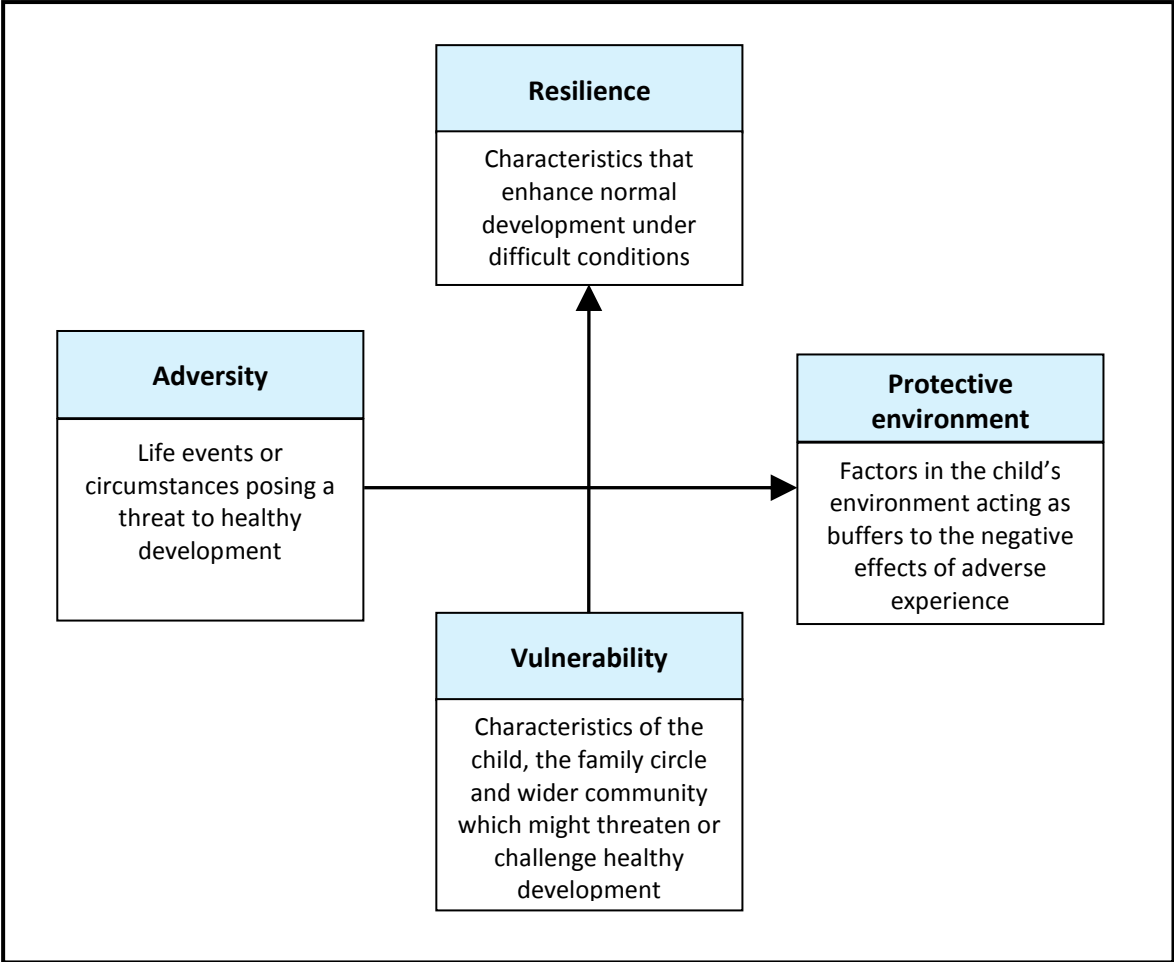 Resilience
Characteristics that
enhance normal
development under
difficult conditions
Adversity
Life events or
circumstances posing a
threat to healthy
development
Protective
environment
Factors in the child’s
environment acting as
buffers to the negative
effects of adverse
experience
Vulnerability
Characteristics of the
child, the family circle
and wider community
which might threaten or
challenge healthy
development